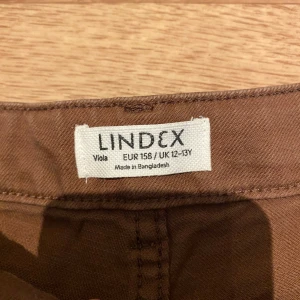 LINDEX
Viola EUR 158 / UK 12-13Y
Made in Bangladesh